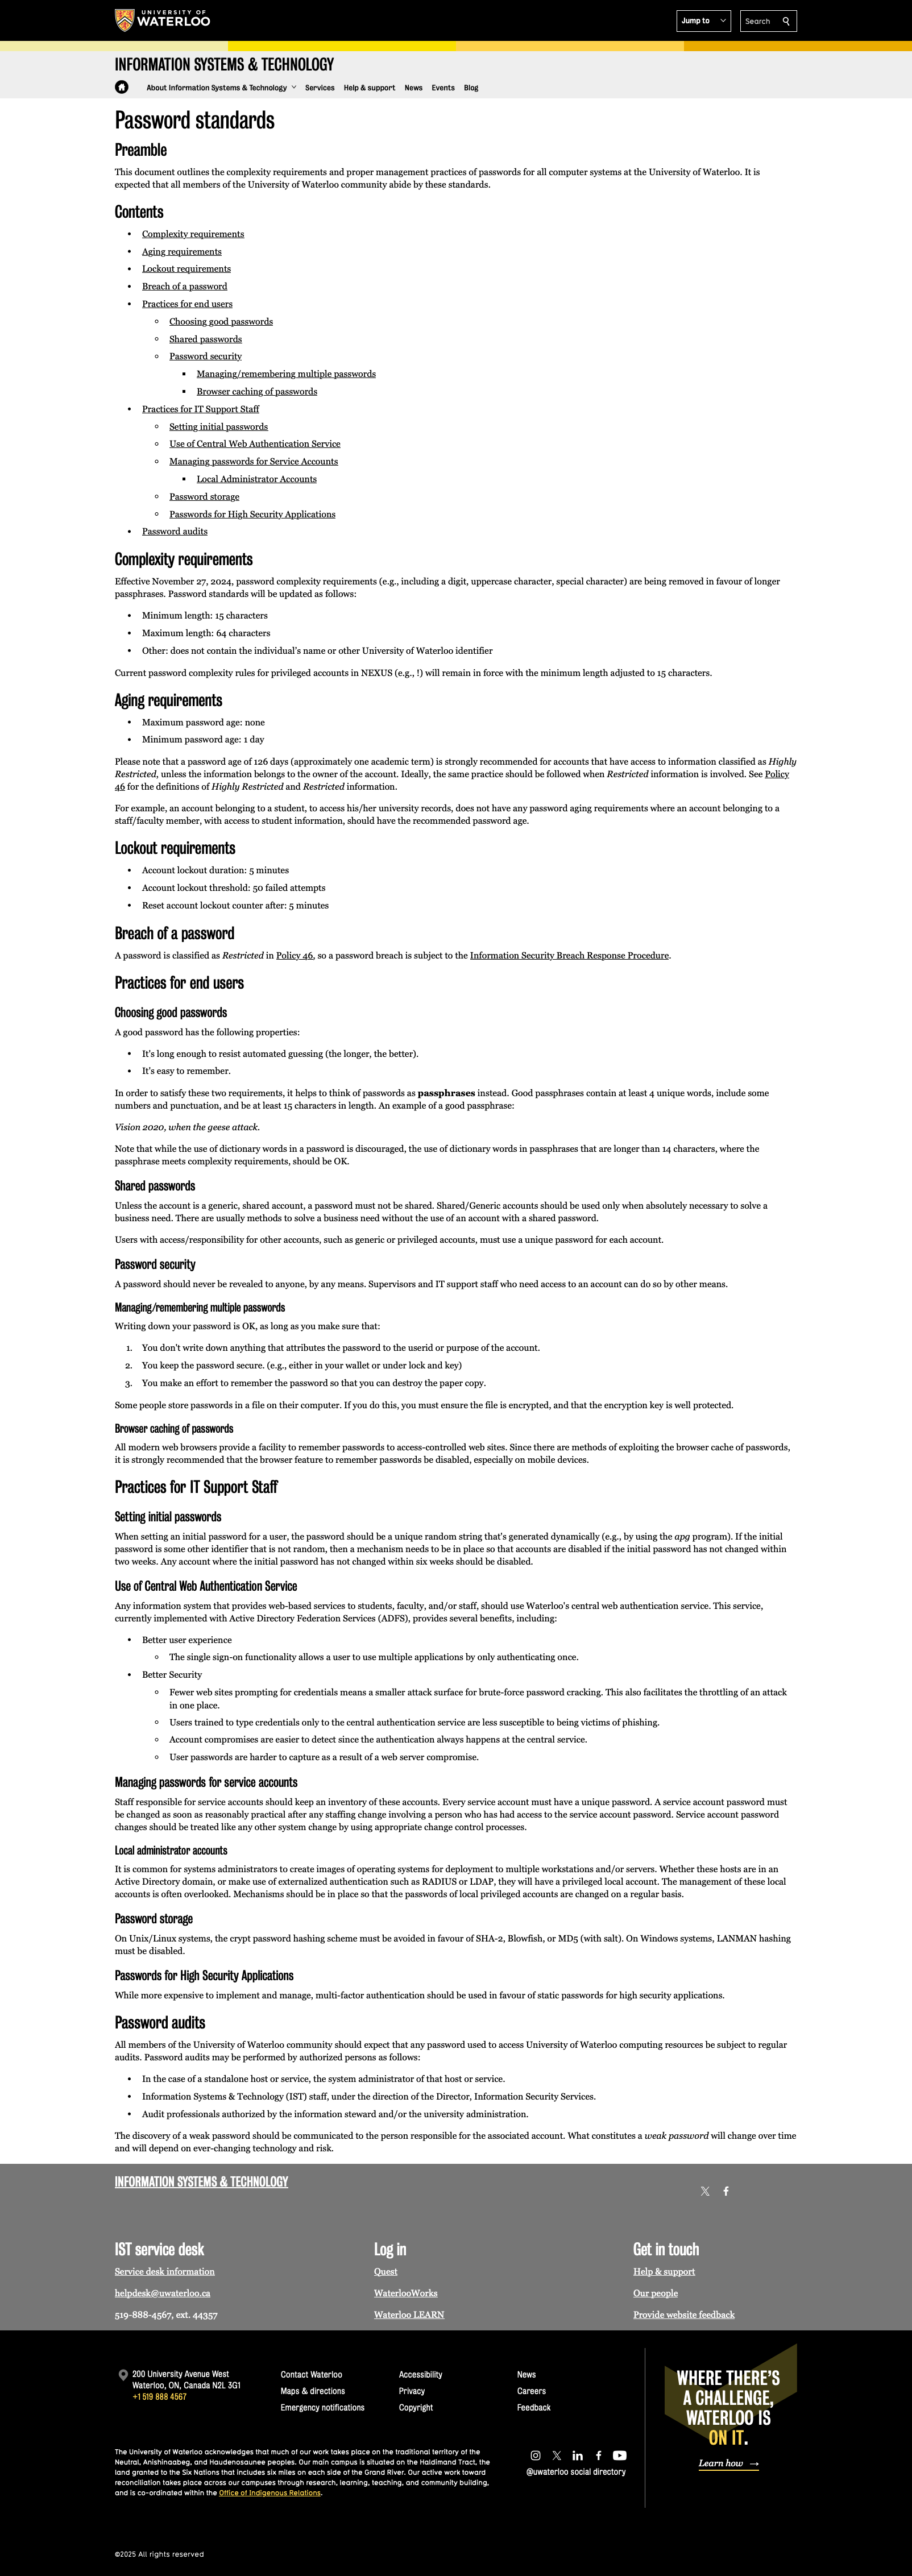 UNIVERSITY OF
WATERLOO
Jump to
Search
INFORMATION SYSTEMS & TECHNOLOGY
About Information Systems & Technology
Services
Help & support
News
Events
Blog
Password standards
Preamble
This document outlines the complexity requirements and proper management practices of passwords for all computer systems at the University of Waterloo. It is
expected that all members of the University of Waterloo community abide by these standards.
Contents
• Complexity requirements
• Aging requirements
• Lockout requirements
• Breach of a password
• Practices for end users
◦ Choosing good passwords
◦ Shared passwords
◦ Password security
▪ Managing/remembering multiple passwords
▪ Browser caching of passwords
• Practices for IT Support Staff
◦ Setting initial passwords
◦ Use of Central Web Authentication Service
◦ Managing passwords for Service Accounts
▪ Local Administrator Accounts
◦ Password storage
◦ Passwords for High Security Applications
• Password audits
Complexity requirements
Effective November 27, 2024, password complexity requirements (e.g., including a digit, uppercase character, special character) are being removed in favour of longer
passphrases. Password standards will be updated as follows:
• Minimum length: 15 characters
• Maximum length: 64 characters
• Other: does not contain the individual's name or other University of Waterloo identifier
Current password complexity rules for privileged accounts in NEXUS (e.g., !) will remain in force with the minimum length adjusted to 15 characters.
Aging requirements
• Maximum password age: none
• Minimum password age: 1 day
Please note that a password age of 126 days (approximately one academic term) is strongly recommended for accounts that have access to information classified as Highly
Restricted, unless the information belongs to the owner of the account. Ideally, the same practice should be followed when Restricted information is involved. See Policy
46 for the definitions of Highly Restricted and Restricted information.
For example, an account belonging to a student, to access his/her university records, does not have any password aging requirements where an account belonging to a
staff/faculty member, with access to student information, should have the recommended password age.
Lockout requirements
• Account lockout duration: 5 minutes
• Account lockout threshold: 50 failed attempts
• Reset account lockout counter after: 5 minutes
Breach of a password
A password is classified as Restricted in Policy 46, so a password breach is subject to the Information Security Breach Response Procedure.
Practices for end users
Choosing good passwords
A good password has the following properties:
• It's long enough to resist automated guessing (the longer, the better).
• It's easy to remember.
In order to satisfy these two requirements, it helps to think of passwords as passphrases instead. Good passphrases contain at least 4 unique words, include some
numbers and punctuation, and be at least 15 characters in length. An example of a good passphrase:
Vision 2020, when the geese attack.
Note that while the use of dictionary words in a password is discouraged, the use of dictionary words in passphrases that are longer than 14 characters, where the
passphrase meets complexity requirements, should be OK.
Shared passwords
Unless the account is a generic, shared account, a password must not be shared. Shared/Generic accounts should be used only when absolutely necessary to solve a
business need. There are usually methods to solve a business need without the use of an account with a shared password.
Users with access/responsibility for other accounts, such as generic or privileged accounts, must use a unique password for each account.
Password security
A password should never be revealed to anyone, by any means. Supervisors and IT support staff who need access to an account can do so by other means.
Managing/remembering multiple passwords
Writing down your password is OK, as long as you make sure that:
1. You don't write down anything that attributes the password to the userid or purpose of the account.
2. You keep the password secure. (e.g., either in your wallet or under lock and key)
3. You make an effort to remember the password so that you can destroy the paper copy.
Some people store passwords in a file on their computer. If you do this, you must ensure the file is encrypted, and that the encryption key is well protected.
Browser caching of passwords
All modern web browsers provide a facility to remember passwords to access-controlled web sites. Since there are methods of exploiting the browser cache of passwords,
it is strongly recommended that the browser feature to remember passwords be disabled, especially on mobile devices.
Practices for IT Support Staff
Setting initial passwords
When setting an initial password for a user, the password should be a unique random string that's generated dynamically (e.g., by using the apg program). If the initial
password is some other identifier that is not random, then a mechanism needs to be in place so that accounts are disabled if the initial password has not changed within
two weeks. Any account where the initial password has not changed within six weeks should be disabled.
Use of Central Web Authentication Service
Any information system that provides web-based services to students, faculty, and/or staff, should use Waterloo's central web authentication service. This service,
currently implemented with Active Directory Federation Services (ADFS), provides several benefits, including:
• Better user experience
◦ The single sign-on functionality allows a user to use multiple applications by only authenticating once.
• Better Security
◦ Fewer web sites prompting for credentials means a smaller attack surface for brute-force password cracking. This also facilitates the throttling of an attack
in one place.
◦ Users trained to type credentials only to the central authentication service are less susceptible to being victims of phishing.
◦ Account compromises are easier to detect since the authentication always happens at the central service.
◦ User passwords are harder to capture as a result of a web server compromise.
Managing passwords for service accounts
Staff responsible for service accounts should keep an inventory of these accounts. Every service account must have a unique password. A service account password must
be changed as soon as reasonably practical after any staffing change involving a person who has had access to the service account password. Service account password
changes should be treated like any other system change by using appropriate change control processes.
Local administrator accounts
It is common for systems administrators to create images of operating systems for deployment to multiple workstations and/or servers. Whether these hosts are in an
Active Directory domain, or make use of externalized authentication such as RADIUS or LDAP, they will have a privileged local account. The management of these local
accounts is often overlooked. Mechanisms should be in place so that the passwords of local privileged accounts are changed on a regular basis.
Password storage
On Unix/Linux systems, the crypt password hashing scheme must be avoided in favour of SHA-2, Blowfish, or MD5 (with salt). On Windows systems, LANMAN hashing
must be disabled.
Passwords for High Security Applications
While more expensive to implement and manage, multi-factor authentication should be used in favour of static passwords for high security applications.
Password audits
All members of the University of Waterloo community should expect that any password used to access University of Waterloo computing resources be subject to regular
audits. Password audits may be performed by authorized persons as follows:
• In the case of a standalone host or service, the system administrator of that host or service.
• Information Systems & Technology (IST) staff, under the direction of the Director, Information Security Services.
• Audit professionals authorized by the information steward and/or the university administration.
The discovery of a weak password should be communicated to the person responsible for the associated account. What constitutes a weak password will change over time
and will depend on ever-changing technology and risk.
INFORMATION SYSTEMS & TECHNOLOGY
IST service desk
Service desk information
helpdesk@uwaterloo.ca
519-888-4567, ext. 44357
Log in
Quest
WaterlooWorks
Waterloo LEARN
Get in touch
Help & support
Our people
Provide website feedback
200 University Avenue West
Waterloo, ON, Canada N2L 3G1
+1 519 888 4567
Contact Waterloo
Maps & directions
Emergency notifications
Accessibility
Privacy
Copyright
News
Careers
Feedback
WHERE THERE'S
A CHALLENGE,
WATERLOO IS
ON IT.
Learn how →
The University of Waterloo acknowledges that much of our work takes place on the traditional territory of the
Neutral, Anishinaabeg, and Haudenosaunee peoples. Our main campus is situated on the Haldimand Tract, the
land granted to the Six Nations that includes six miles on each side of the Grand River. Our active work toward
reconciliation takes place across our campuses through research, learning, teaching, and community building,
and is co-ordinated within the Office of Indigenous Relations.
@uwaterloo social directory
©2025 All rights reserved